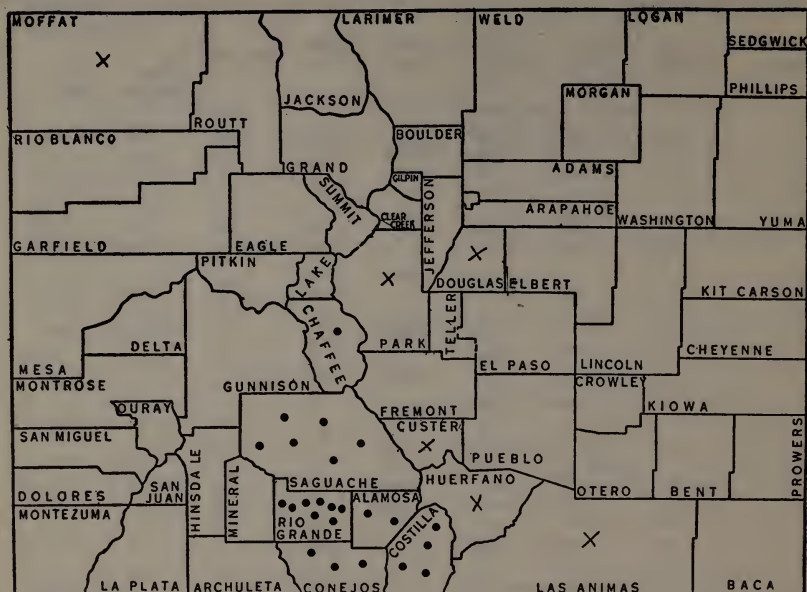 MOFFAT
LARIMER
WELD
LOGAN
SEDGWICK
PHILLIPS
MORGAN
JACKSON
ROUTT
RIO BLANCO
BOULDER
GRAND
GILPIN
ADAMS
SUMMIT
CLEAR
CREEK
JEFFERSON
ARAPAHOE
WASHINGTON
YUMA
GARFIELD
EAGLE
PITKIN
LAKE
DOUGLAS
ELBERT
KIT CARSON
CHAFFEE
TELLER
PARK
DELTA
MESA
MONTROSE
EL PASO
LINCOLN
CHEYENNE
GUNNISON
CROWLEY
OURAY
FREMONT
KIOWA
CUSTER
SAN MIGUEL
PUEBLO
PROWERS
HINSDALE
MINERAL
SAGUACHE
HUERFANO
DOLORES
SAN
JUAN
ALAMOSA
OTERO
BENT
MONTEZUMA
RIO
GRANDE
COSTILLA
LA PLATA
ARCHULETA
CONEJOS
LAS ANIMAS
BACA